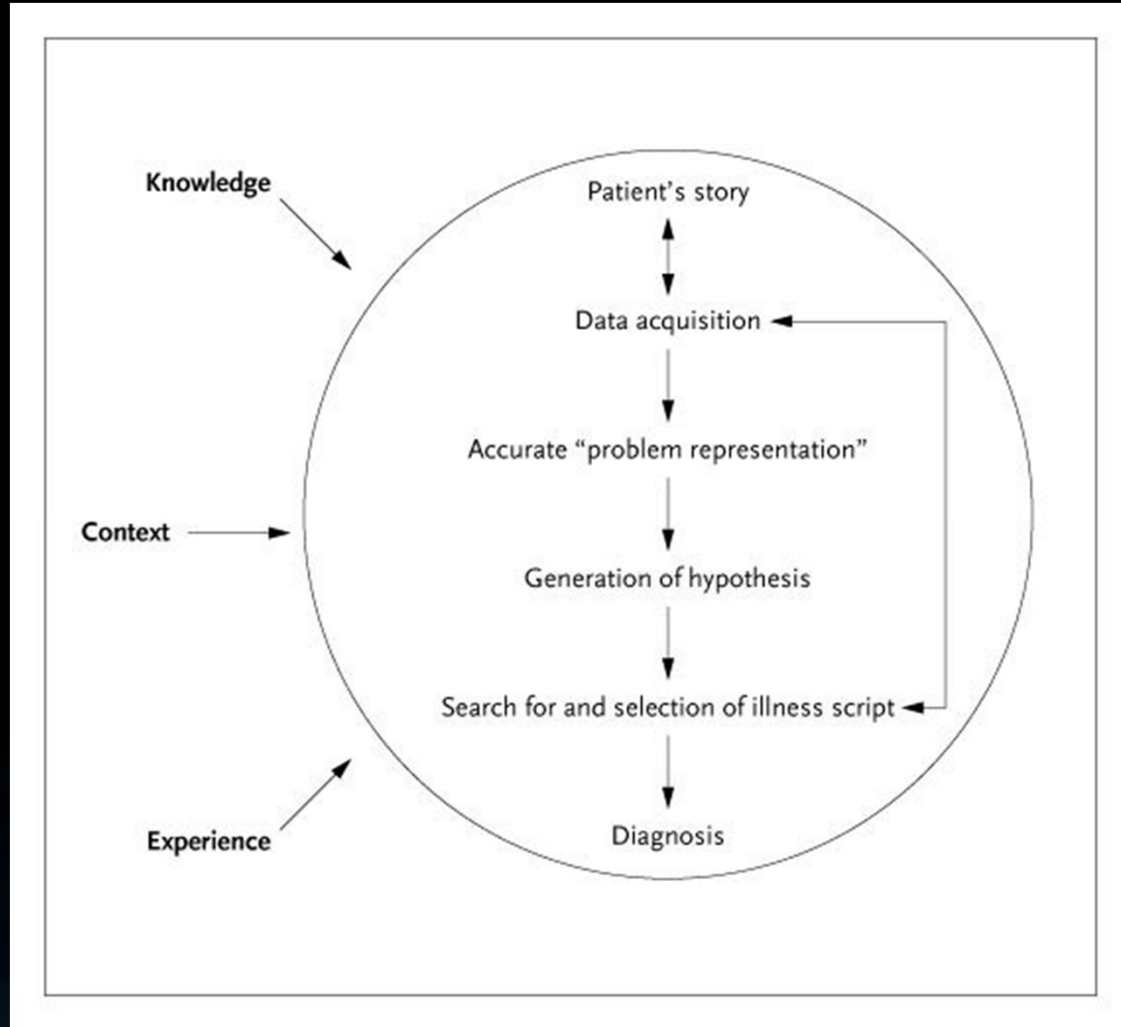 Knowledge
Patient’s story
Data acquisition
Accurate “problem representation”
Context
Generation of hypothesis
Search for and selection of illness script
Experience
Diagnosis